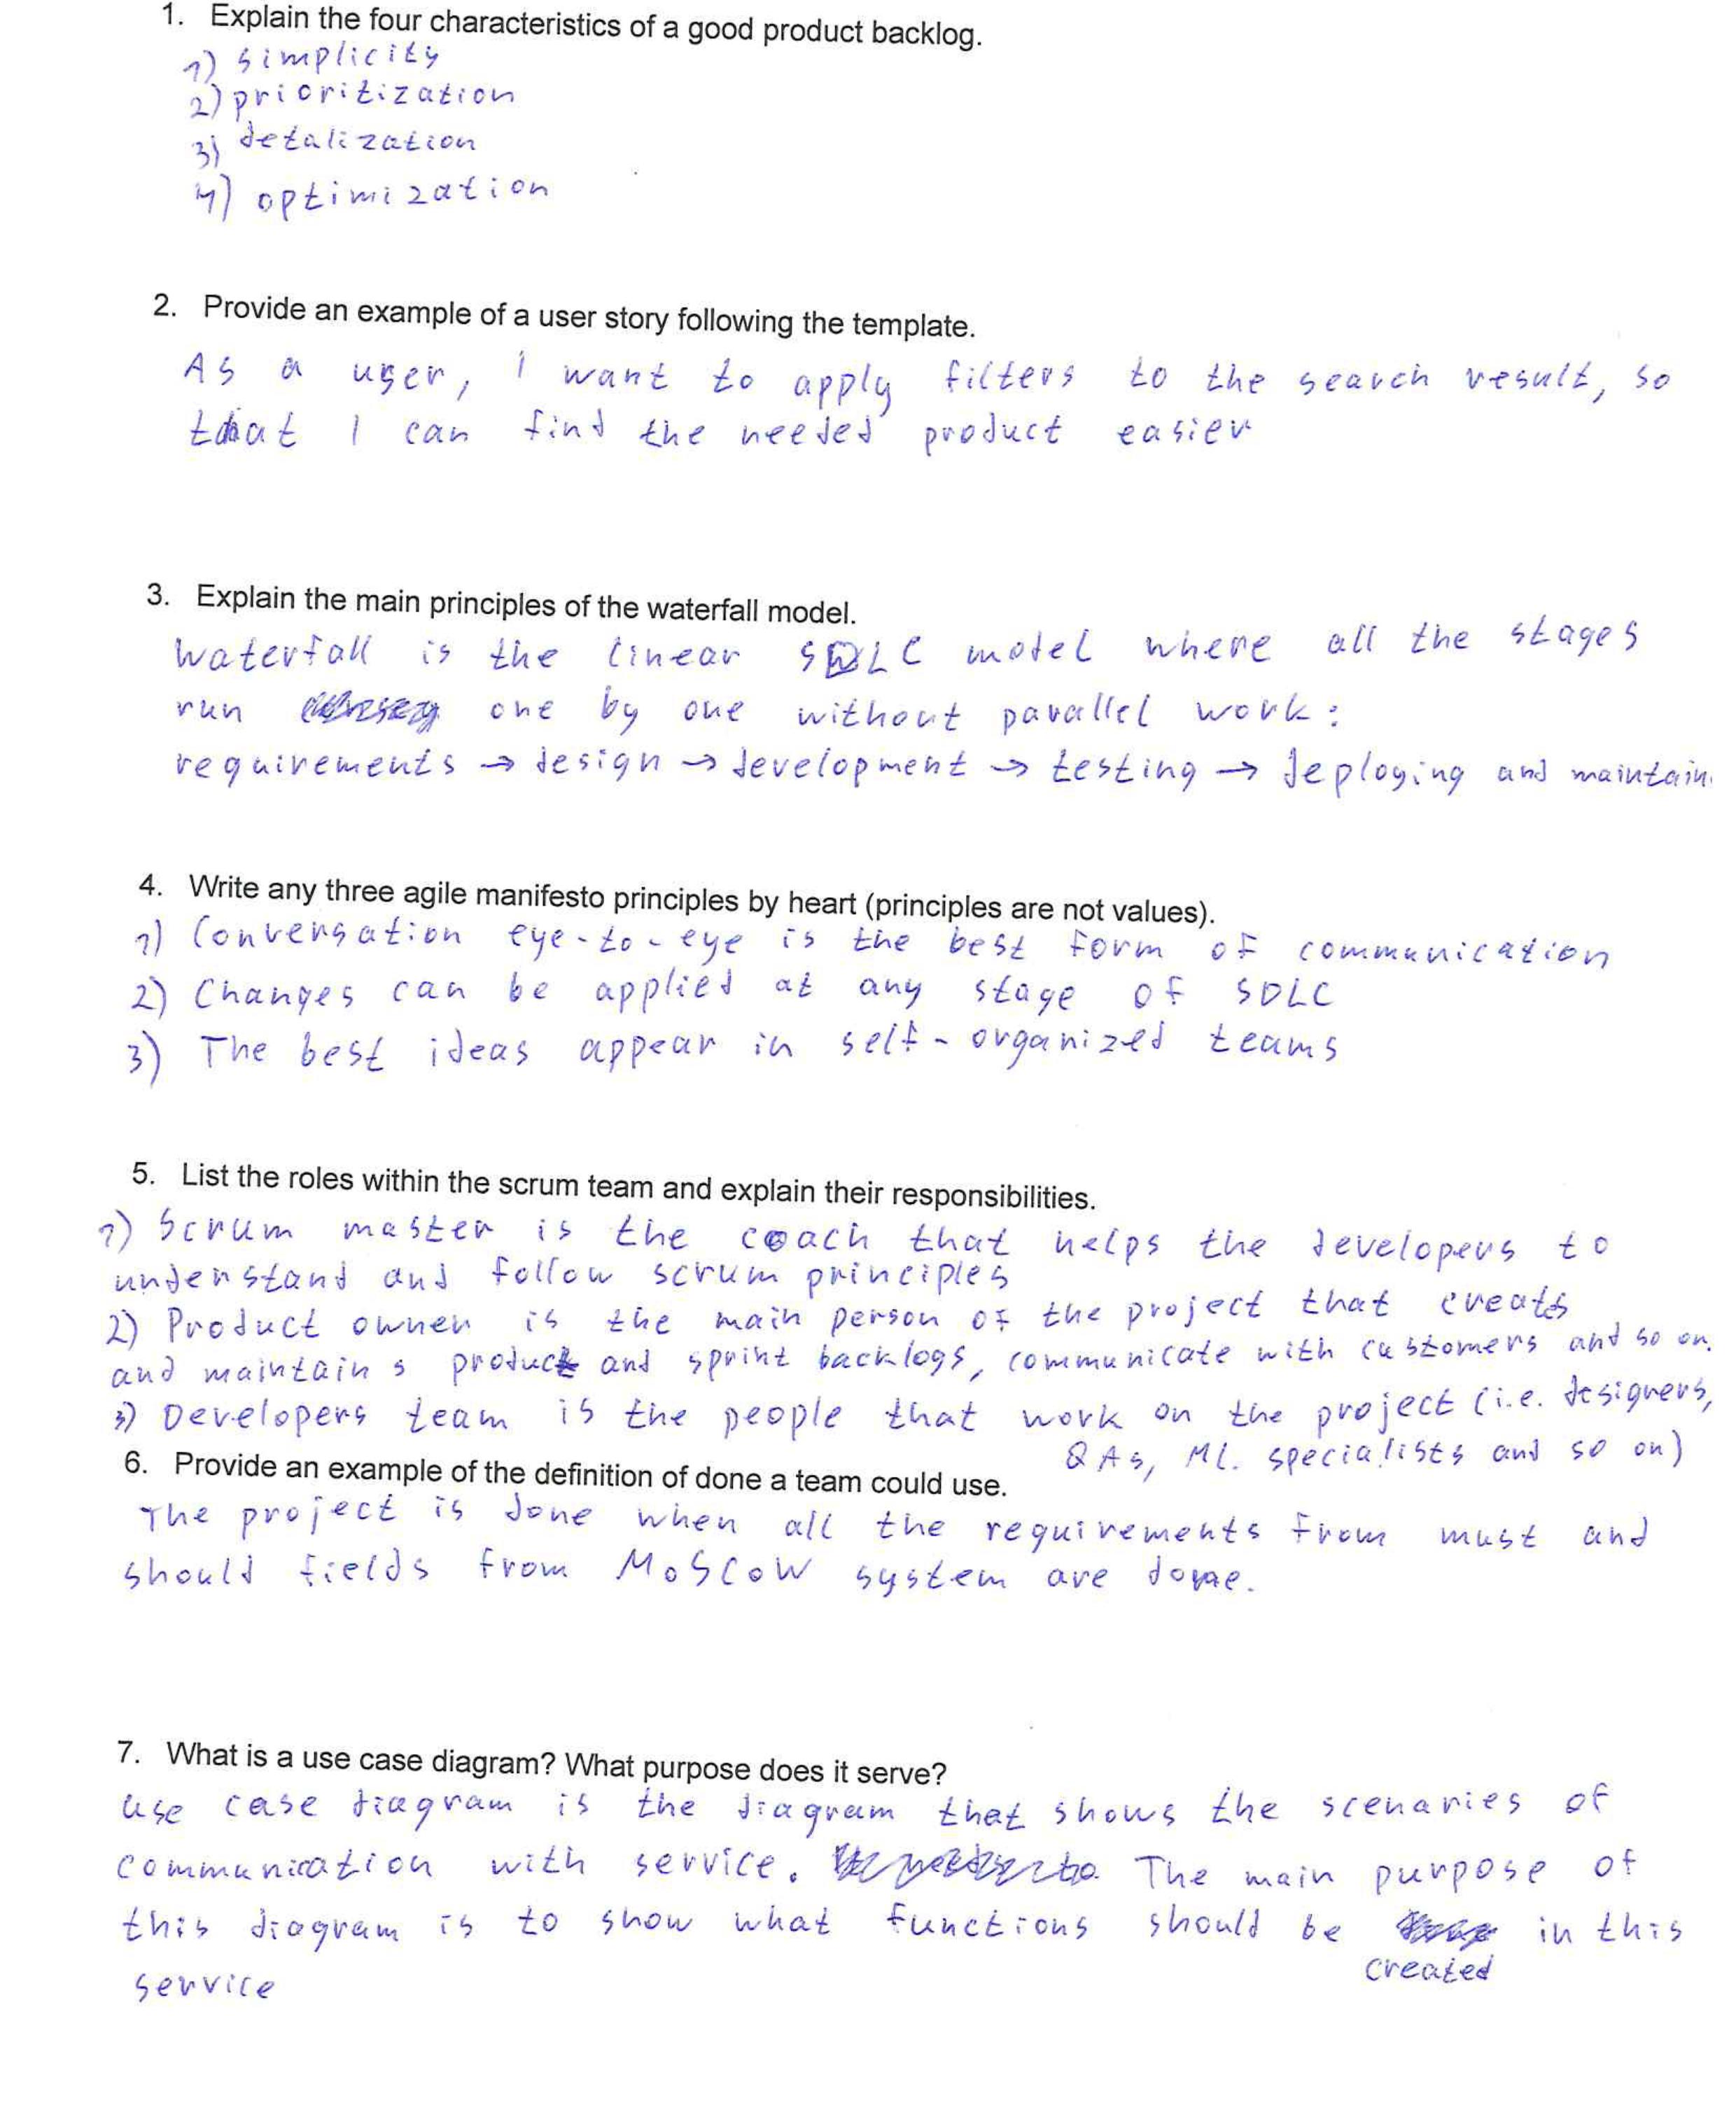 1. Explain the four characteristics of a good product backlog.
1) simplicity
2) prioritization
3) detalization
4) optimization
2. Provide an example of a user story following the template.
As a user, I want to apply filters to the search result, so
that I can find the needed product easier
3. Explain the main principles of the waterfall model.
Waterfall is the linear SDLC model where all the stages
run one by one without parallel work:
requirements → design → development → testing → deploying and maintain
4. Write any three agile manifesto principles by heart (principles are not values).
1) Conversation eye-to-eye is the best form of communication
2) Changes can be applied at any stage of SDLC
3) The best ideas appear in self-organized teams
5. List the roles within the scrum team and explain their responsibilities.
1) Scrum master is the coach that helps the developers to
understand and follow scrum principles
2) Product owner is the main person of the project that creats
and maintains product and sprint backlogs, communicate with customers and so on.
3) Developers team is the people that work on the project (i.e. designers,
QAs, ML. specialists and so on)
6. Provide an example of the definition of done a team could use.
The project is done when all the requirements from must and
should fields from MoSCoW system are done.
7. What is a use case diagram? What purpose does it serve?
Use case diagram is the diagram that shows the scenaries of
communication with service. The main purpose of
this diagram is to show what functions should be created in this
service